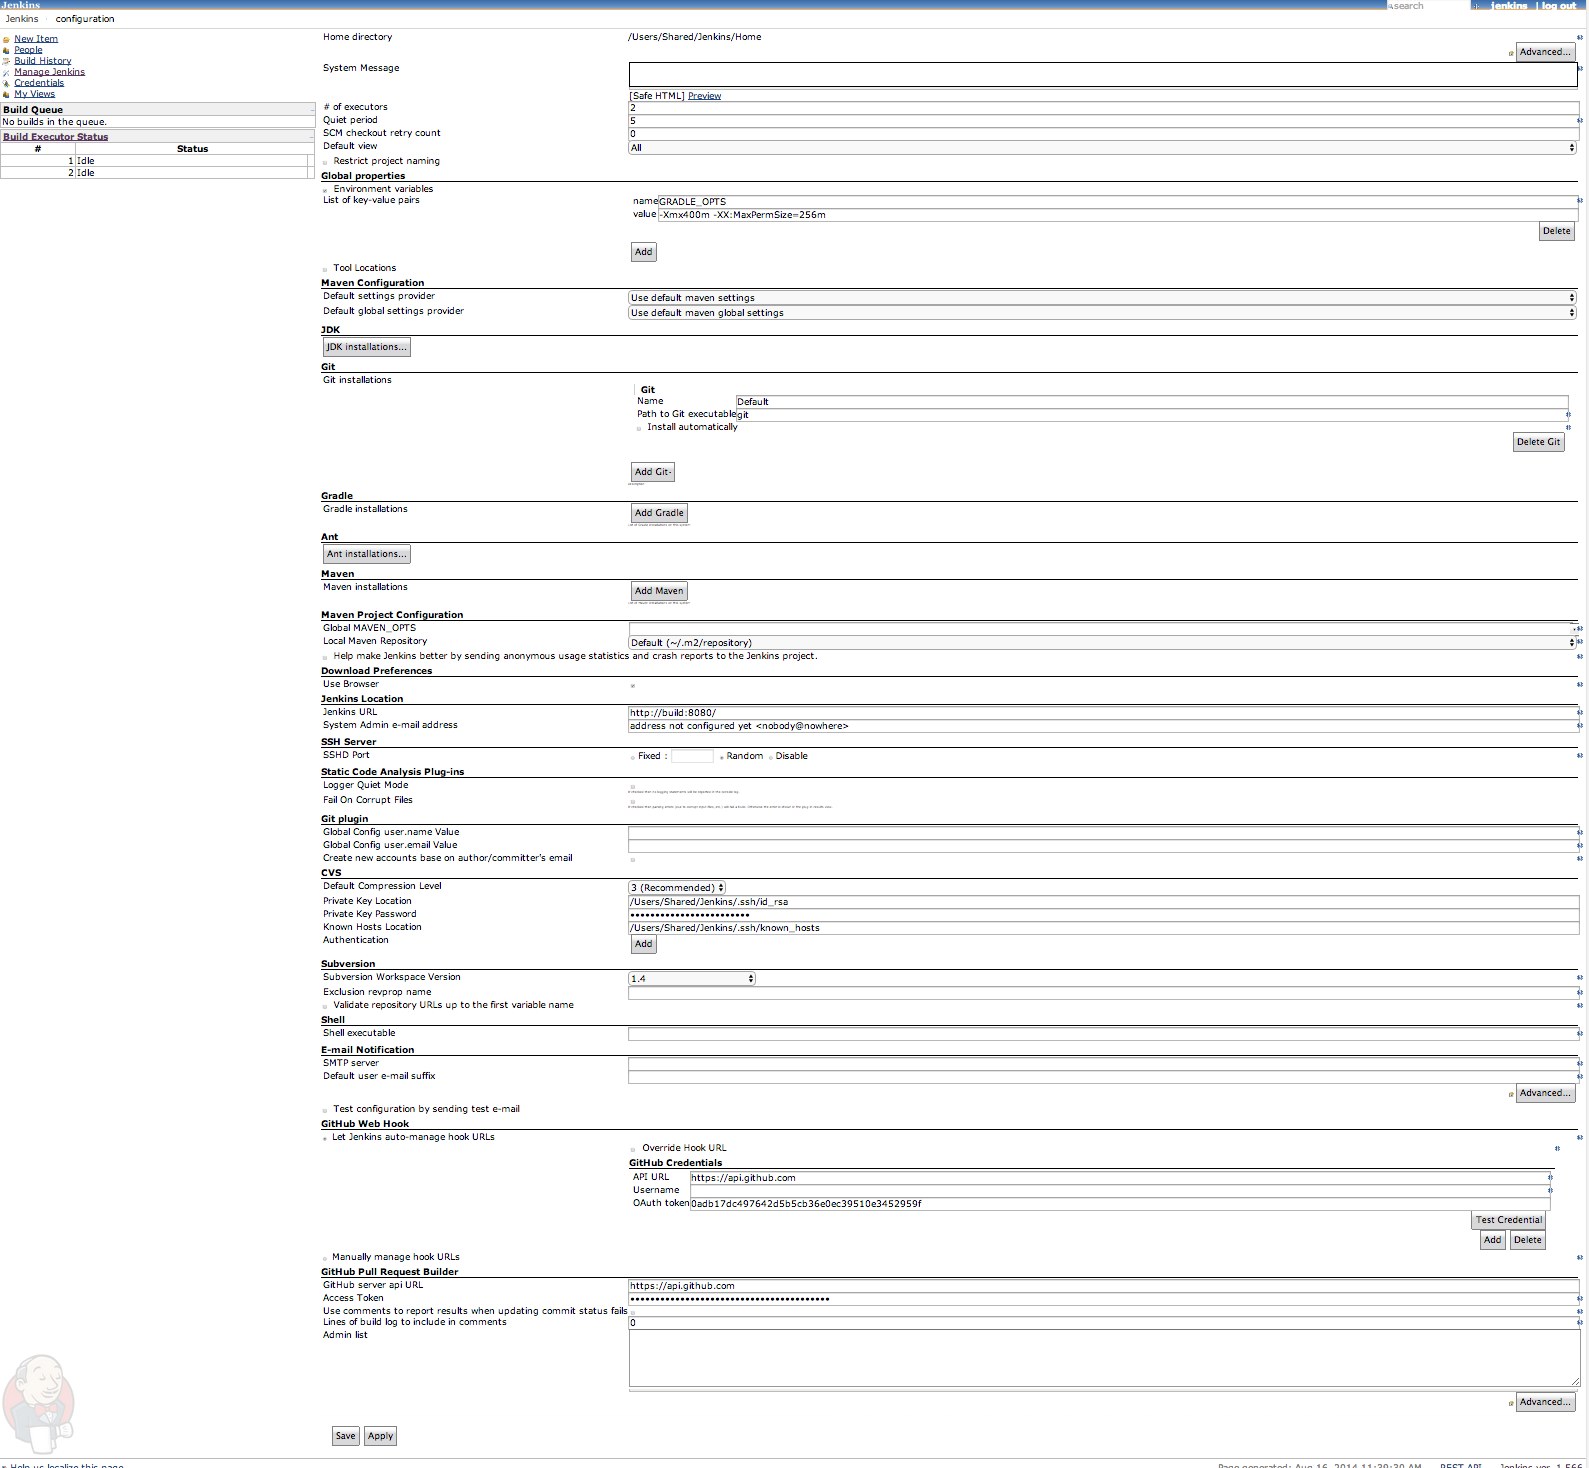 Jenkins
search
jenkins | log out
Jenkins configuration
New Item
People
Build History
Manage Jenkins
Credentials
My Views
Build Queue
No builds in the queue.
Build Executor Status
# Status
1 Idle
2 Idle
Home directory /Users/Shared/Jenkins/Home
Advanced...
System Message
[Safe HTML] Preview
# of executors 2
Quiet period 5
SCM checkout retry count 0
Default view All
Restrict project naming
Global properties
Environment variables
List of key-value pairs name GRADLE_OPTS
value -Xmx400m -XX:MaxPermSize=256m
Delete
Add
Tool Locations
Maven Configuration
Default settings provider Use default maven settings
Default global settings provider Use default maven global settings
JDK
JDK installations...
Git
Git installations
Git
Name Default
Path to Git executable git
Install automatically
Delete Git
Add Git
Gradle
Gradle installations Add Gradle
Ant
Ant installations...
Maven
Maven installations Add Maven
Maven Project Configuration
Global MAVEN_OPTS
Local Maven Repository Default (~/.m2/repository)
Help make Jenkins better by sending anonymous usage statistics and crash reports to the Jenkins project.
Download Preferences
Use Browser
Jenkins Location
Jenkins URL http://build:8080/
System Admin e-mail address address not configured yet <nobody@nowhere>
SSH Server
SSHD Port Fixed : Random Disable
Static Code Analysis Plug-ins
Logger Quiet Mode
Fail On Corrupt Files
Git plugin
Global Config user.name Value
Global Config user.email Value
Create new accounts base on author/committer's email
CVS
Default Compression Level 3 (Recommended)
Private Key Location /Users/Shared/Jenkins/.ssh/id_rsa
Private Key Password
Known Hosts Location /Users/Shared/Jenkins/.ssh/known_hosts
Authentication Add
Subversion
Subversion Workspace Version 1.4
Exclusion revprop name
Validate repository URLs up to the first variable name
Shell
Shell executable
E-mail Notification
SMTP server
Default user e-mail suffix
Advanced...
Test configuration by sending test e-mail
GitHub Web Hook
Let Jenkins auto-manage hook URLs
Override Hook URL
GitHub Credentials
API URL https://api.github.com
Username
OAuth token 0adb17dc497642d5b5cb36e0ec39510e3452959f
Test Credential
Add Delete
Manually manage hook URLs
GitHub Pull Request Builder
GitHub server api URL https://api.github.com
Access Token
Use comments to report results when updating commit status fails
Lines of build log to include in comments 0
Admin list
Advanced...
Save Apply
Help us localize this page
Page generated: Aug 16, 2014 11:39:30 AM REST API Jenkins ver. 1.566